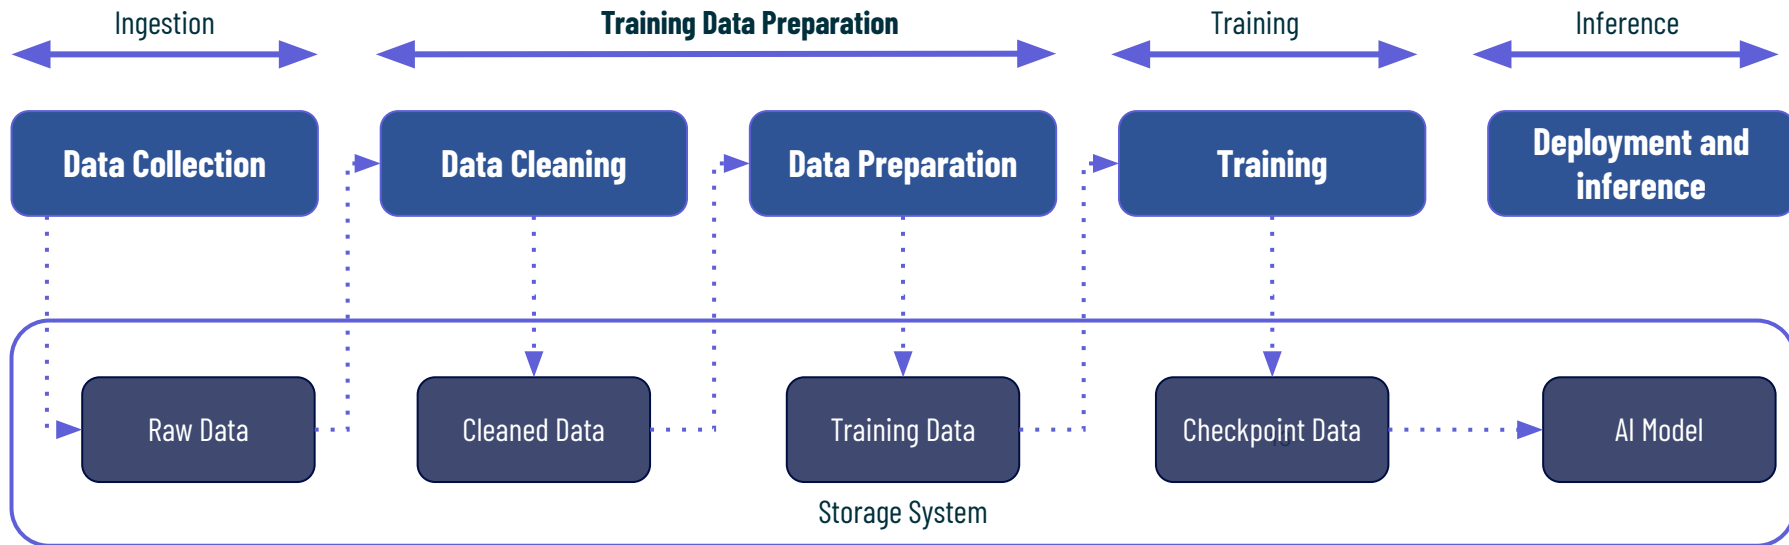 Ingestion
Training Data Preparation
Training
Inference
Data Collection
Data Cleaning
Data Preparation
Training
Deployment and
inference
Raw Data
Cleaned Data
Training Data
Checkpoint Data
AI Model
Storage System